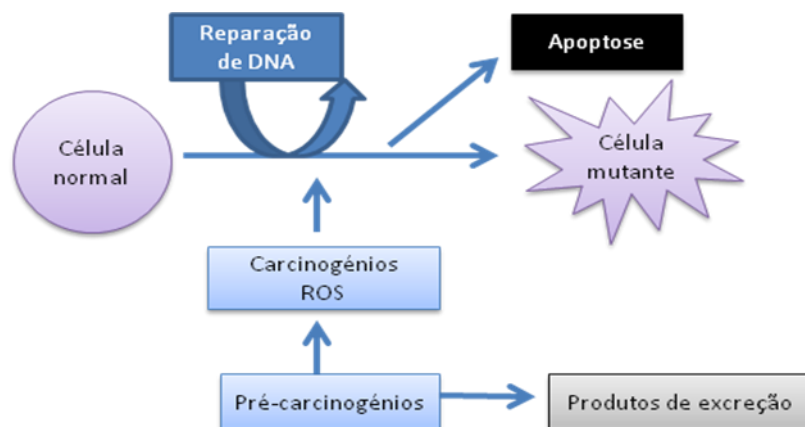 Reparação
de DNA
Apoptose
Célula
normal
Célula
mutante
Carcinogénios
ROS
Pré-carcinogénios
Produtos de excreção